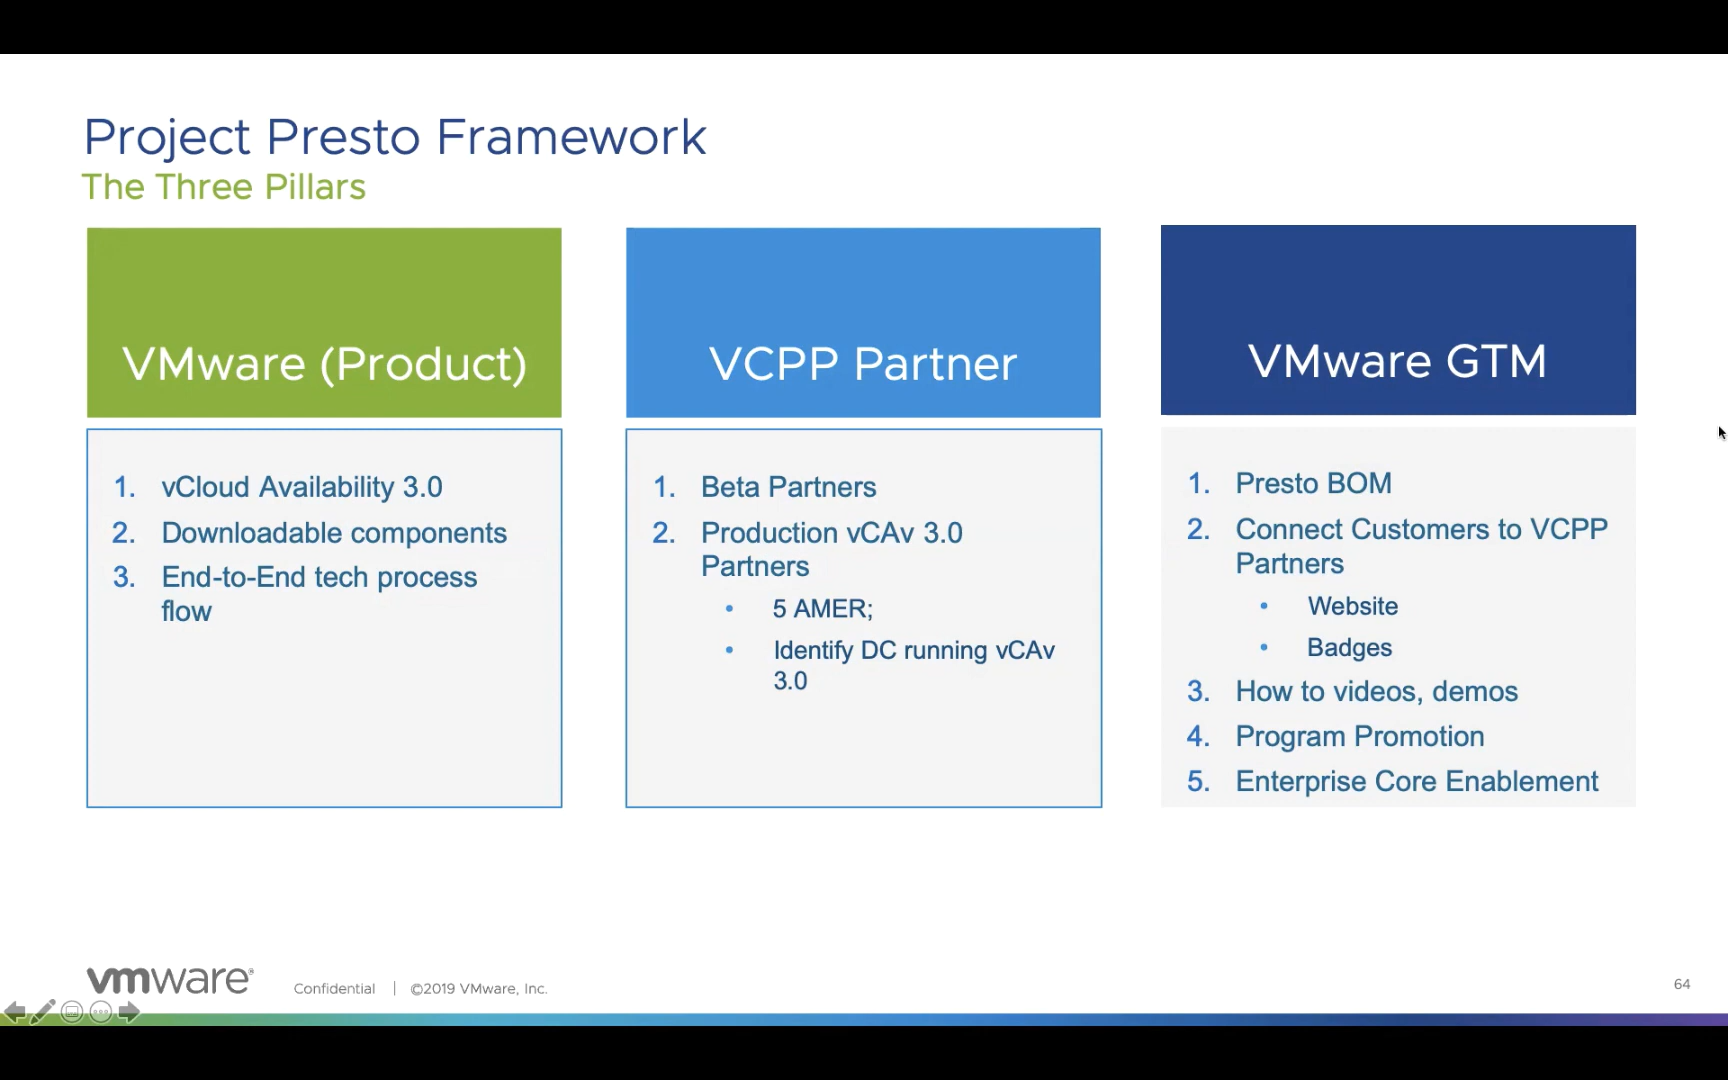 Project Presto Framework
The Three Pillars
VMware (Product)
1. vCloud Availability 3.0
2. Downloadable components
3. End-to-End tech process
flow
VCPP Partner
1. Beta Partners
2. Production vCAv 3.0
Partners
• 5 AMER;
• Identify DC running vCAv
3.0
VMware GTM
1. Presto BOM
2. Connect Customers to VCPP
Partners
• Website
• Badges
3. How to videos, demos
4. Program Promotion
5. Enterprise Core Enablement
vmware®
Confidential | ©2019 VMware, Inc.
64